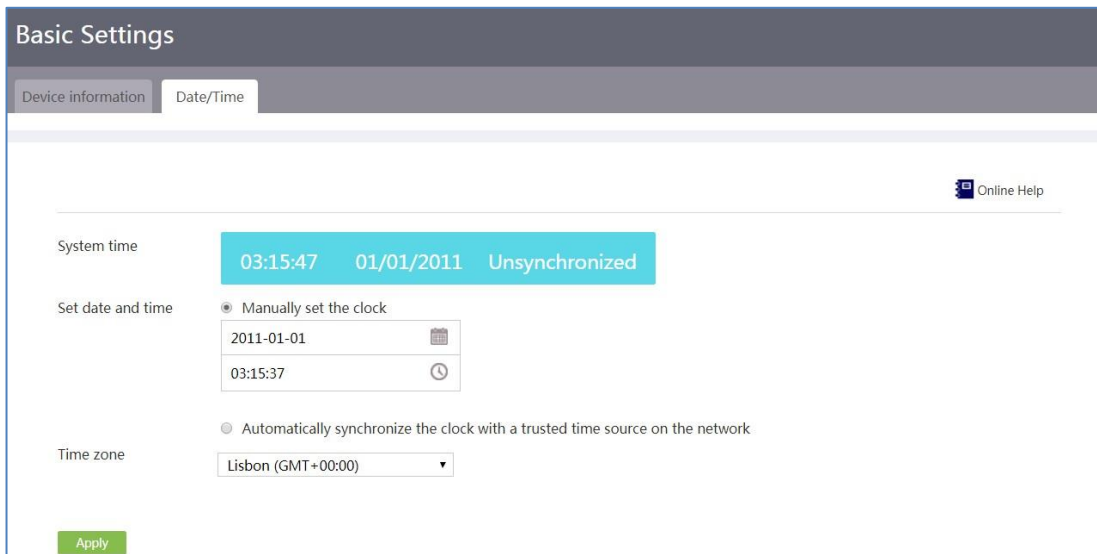 Basic Settings
Device information Date/Time
Online Help
System time 03:15:47 01/01/2011 Unsynchronized
Set date and time Manually set the clock
2011-01-01
03:15:37
Automatically synchronize the clock with a trusted time source on the network
Time zone Lisbon (GMT+00:00)
Apply